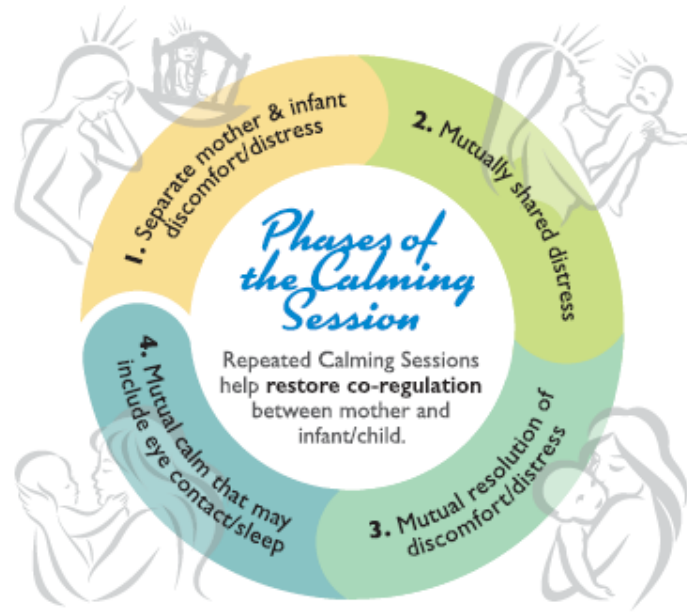 Phases of
the Calming
Session
Repeated Calming Sessions
help restore co-regulation
between mother and
infant/child.
1. Separate mother & infant
discomfort/distress
2. Mutually shared distress
3. Mutual resolution of
discomfort/distress
4. Mutual calm that may
include eye contact/sleep